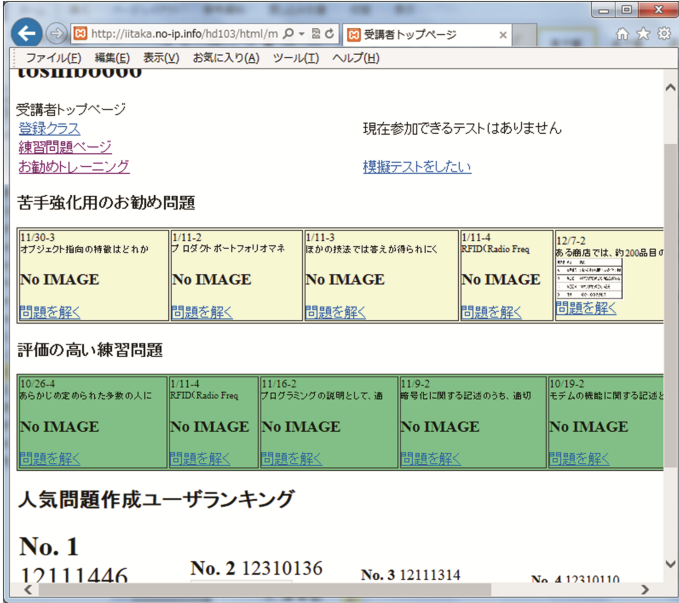 http://iitaka.no-ip.info/hd103/html/m
受講者トップページ
ファイル(F) 編集(E) 表示(V) お気に入り(A) ツール(T) ヘルプ(H)
toshib0000
受講者トップページ
登録クラス 現在参加できるテストはありません
練習問題ページ
お勧めトレーニング 模擬テストをしたい
苦手強化用のお勧め問題
11/30-3 1/11-2 1/11-3 1/11-4 12/7-2
オブジェクト指向の特徴はどれか プロダクトポートフォリオマネ ほかの技法では答えが得られにく RFID(Radio Freq ある商店では、約200品目の
No IMAGE No IMAGE No IMAGE No IMAGE
問題を解く 問題を解く 問題を解く 問題を解く 問題を解く
評価の高い練習問題
10/26-4 1/11-4 11/16-2 11/9-2 10/19-2
あらかじめ定められた多数の人に RFID(Radio Freq プログラミングの説明として、適 暗号化に関する記述のうち、適切 モデムの機能に関する記述と
No IMAGE No IMAGE No IMAGE No IMAGE No IMAGE
問題を解く 問題を解く 問題を解く 問題を解く 問題を解く
人気問題作成ユーザランキング
No. 1
12111446
No. 2 12310136
No. 3 12111314
No. 4 12310110